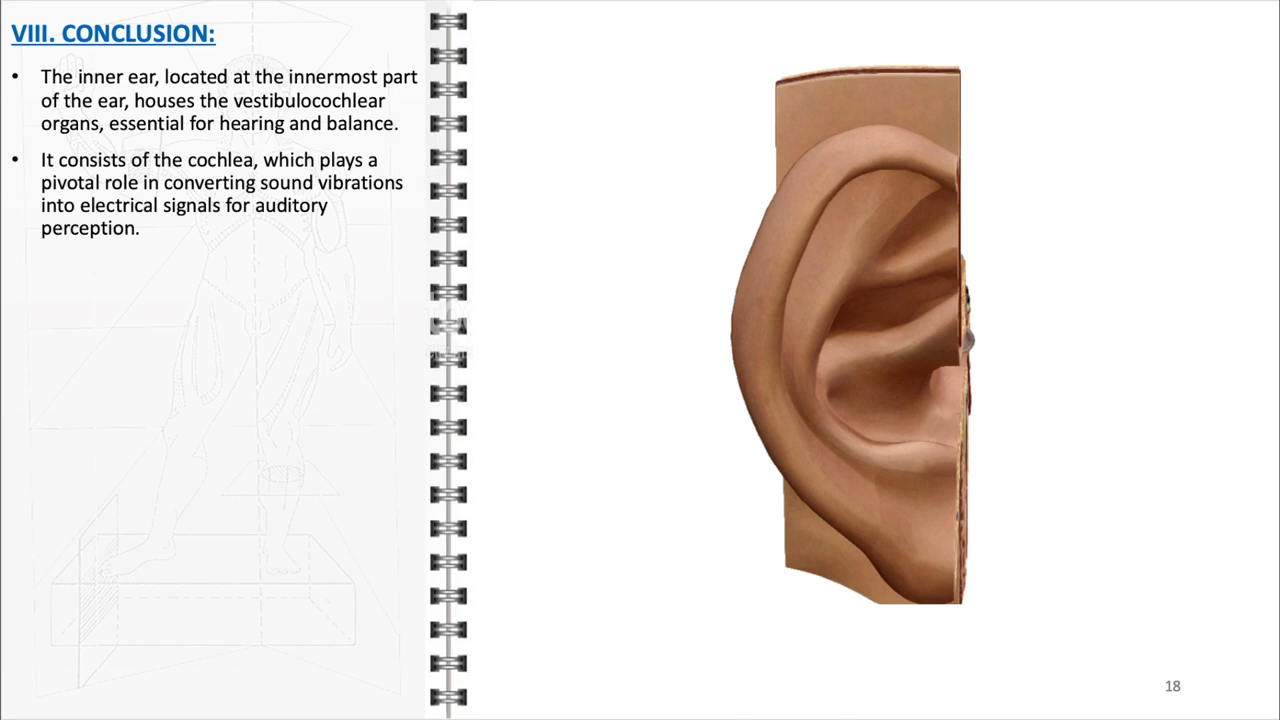 VIII. CONCLUSION:
• The inner ear, located at the innermost part
of the ear, houses the vestibulocochlear
organs, essential for hearing and balance.
• It consists of the cochlea, which plays a
pivotal role in converting sound vibrations
into electrical signals for auditory
perception.
18